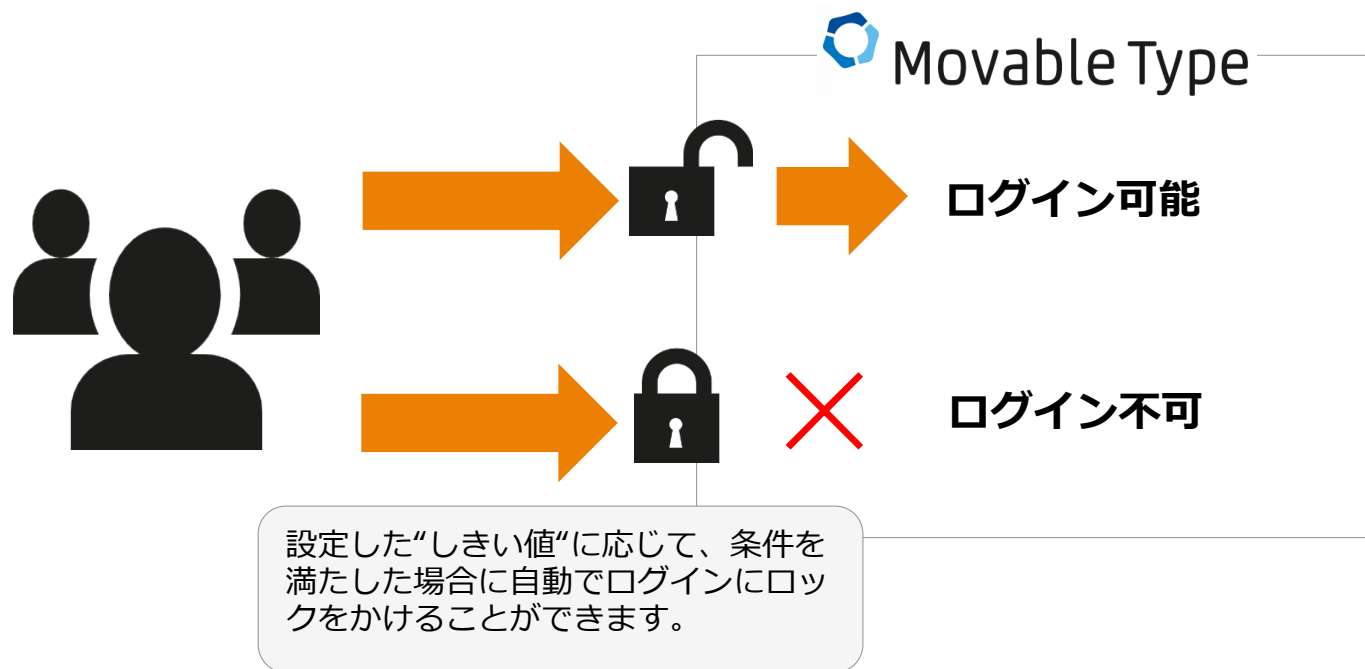 Movable Type
ログイン可能
ログイン不可
設定した“しきい値“に応じて、条件を
満たした場合に自動でログインにロッ
クをかけることができます。